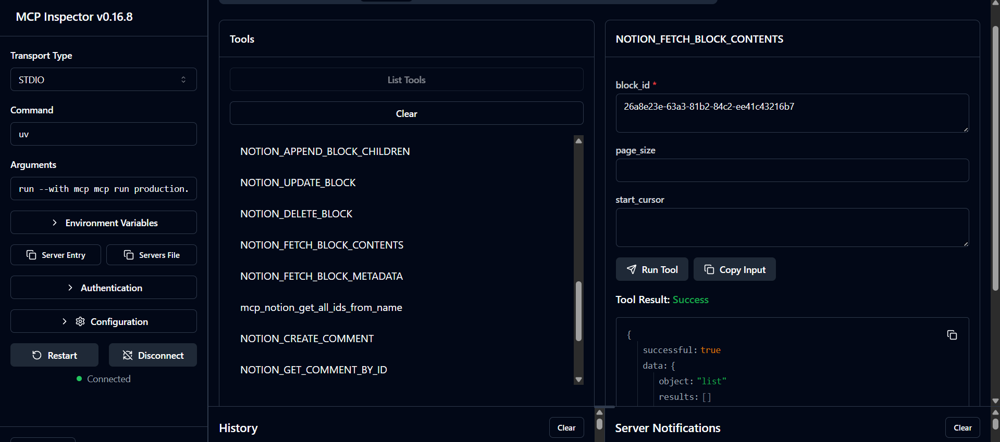 MCP Inspector v0.16.8
Transport Type
STDIO
Command
uv
Arguments
run --with mcp mcp run production.
Environment Variables
Server Entry
Servers File
Authentication
Configuration
Restart
Disconnect
Connected
Tools
List Tools
Clear
NOTION_APPEND_BLOCK_CHILDREN
NOTION_UPDATE_BLOCK
NOTION_DELETE_BLOCK
NOTION_FETCH_BLOCK_CONTENTS
NOTION_FETCH_BLOCK_METADATA
mcp_notion_get_all_ids_from_name
NOTION_CREATE_COMMENT
NOTION_GET_COMMENT_BY_ID
NOTION_FETCH_BLOCK_CONTENTS
block_id *
26a8e23e-63a3-81b2-84c2-ee41c43216b7
page_size
start_cursor
Run Tool
Copy Input
Tool Result: Success
{
successful: true
data: {
object: "list"
results: []
History
Clear
Server Notifications
Clear